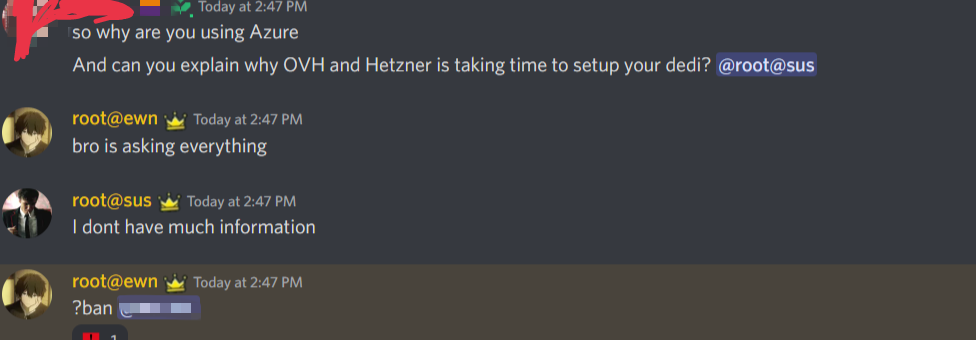 Today at 2:47 PM
so why are you using Azure
And can you explain why OVH and Hetzner is taking time to setup your dedi? @root@sus
root@ewn Today at 2:47 PM
bro is asking everything
root@sus Today at 2:47 PM
I dont have much information
root@ewn Today at 2:47 PM
?ban @
1